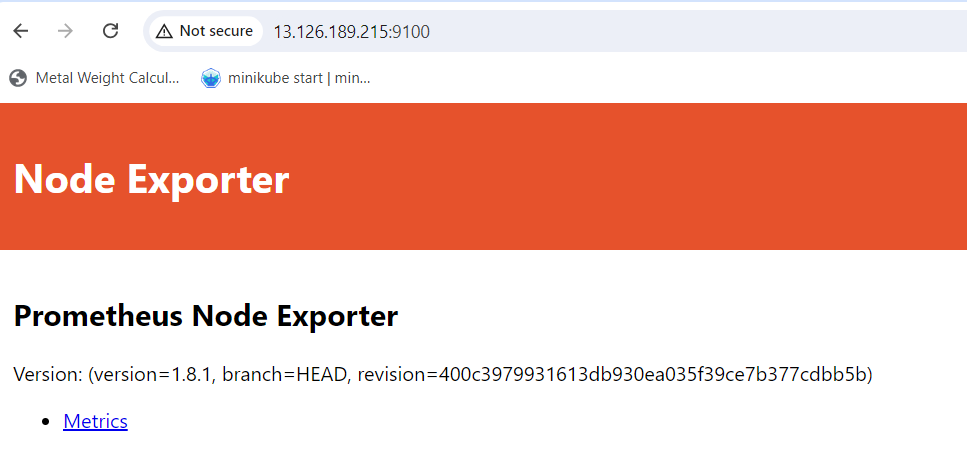 Not secure 13.126.189.215:9100
Metal Weight Calcul... minikube start | min...
Node Exporter
Prometheus Node Exporter
Version: (version=1.8.1, branch=HEAD, revision=400c3979931613db930ea035f39ce7b377cdbb5b)
Metrics